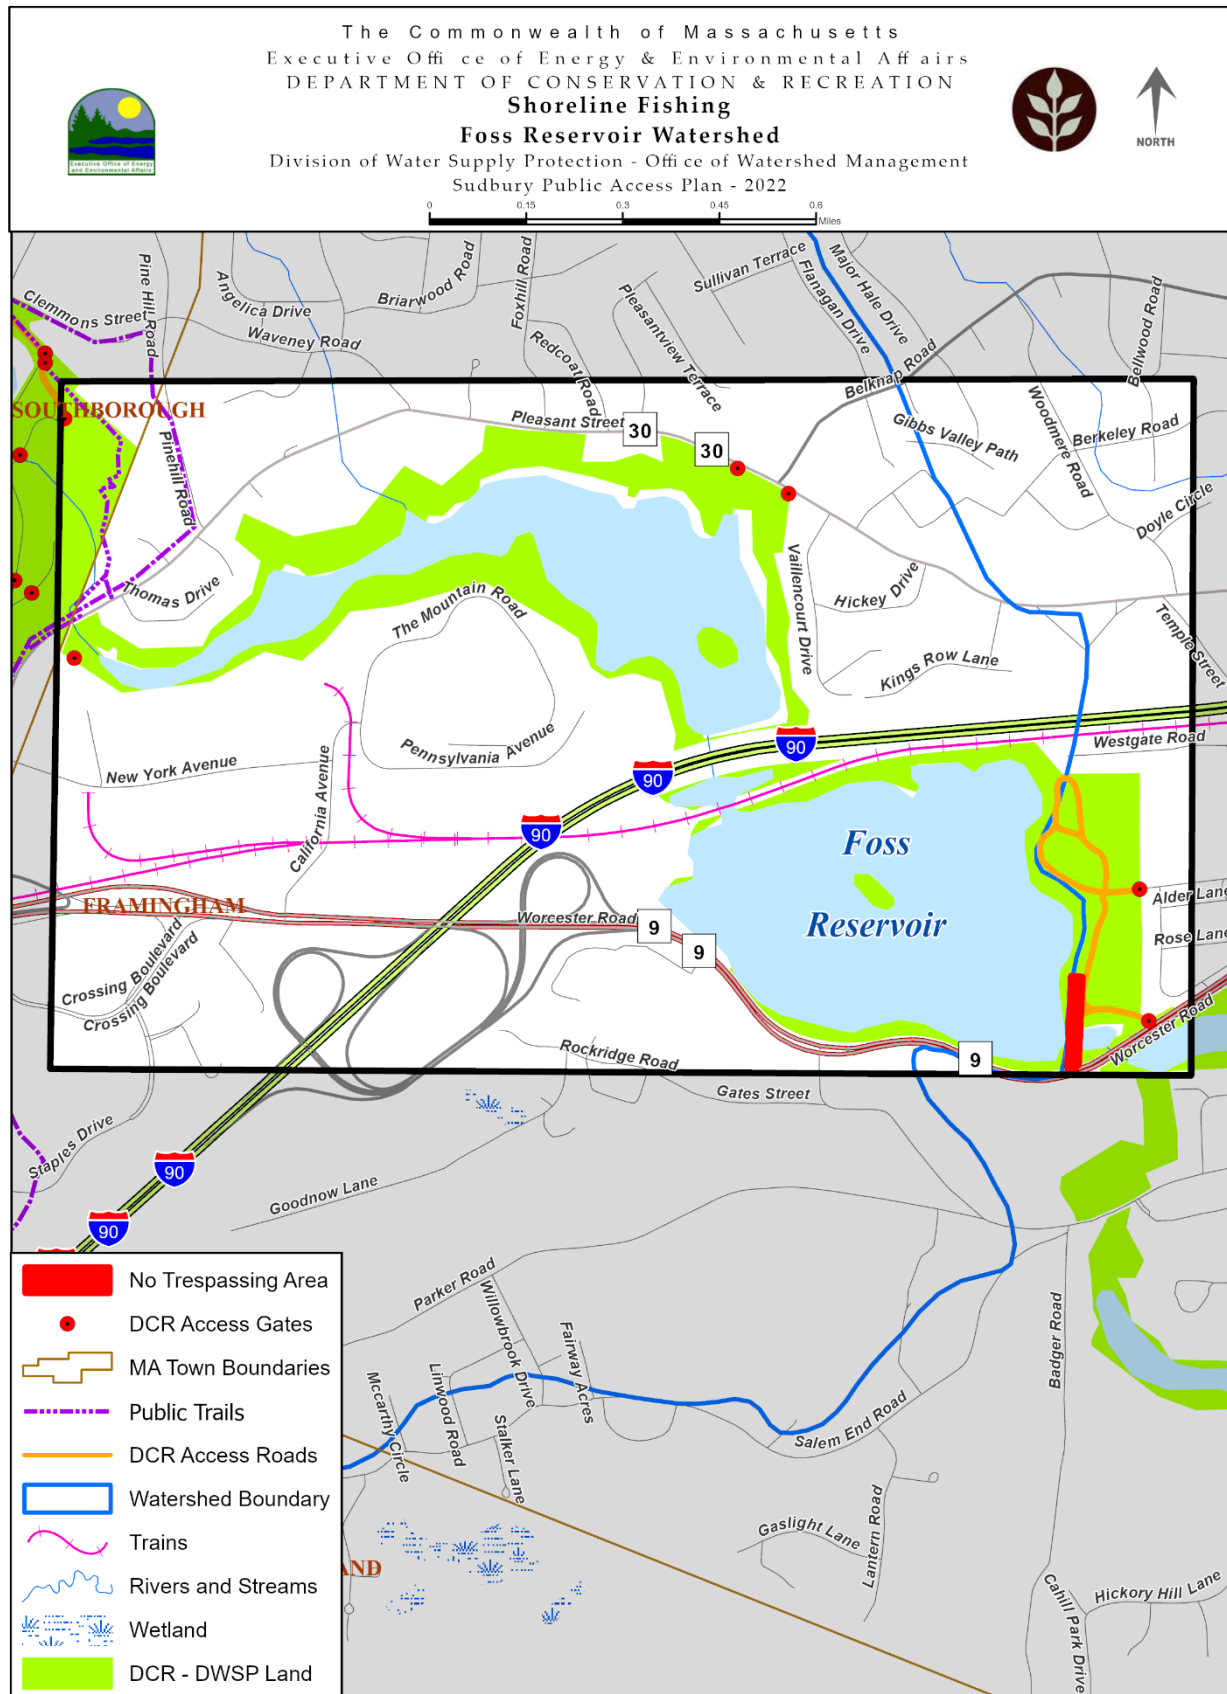 The Commonwealth of Massachusetts
Executive Office of Energy & Environmental Affairs
DEPARTMENT OF CONSERVATION & RECREATION
Shoreline Fishing
Foss Reservoir Watershed
Division of Water Supply Protection - Office of Watershed Management
Sudbury Public Access Plan - 2022
Executive Office of Energy
and Environmental Affairs
NORTH
0 0.15 0.3 0.45 0.6
Miles
Clemmons Street
Pine Hill Road
Angelica Drive
Briarwood Road
Foxhill Road
Waveney Road
Redcoat Road
Pleasantview Terrace
Sullivan Terrace
Flanagan Drive
Major Hale Drive
Belknap Road
Bellwood Road
SOUTHBOROUGH
Pinehill Road
Pleasant Street
30
30
Gibbs Valley Path
Woodmere Road
Berkeley Road
Doyle Circle
Thomas Drive
The Mountain Road
Vaillencourt Drive
Hickey Drive
Kings Row Lane
Temple Street
New York Avenue
California Avenue
Pennsylvania Avenue
90
90
90
Westgate Road
Foss
Reservoir
Alder Lane
Rose Lane
FRAMINGHAM
Worcester Road
9
9
Crossing Boulevard
Crossing Boulevard
Worcester Road
9
Rockridge Road
Gates Street
Staples Drive
90
90
Goodnow Lane
Parker Road
Willowbrook Drive
Fairway Acres
Linwood Road
Mccarthy Circle
Stalker Lane
Salem End Road
Badger Road
Gaslight Lane
Lantern Road
Cahill Park Drive
Hickory Hill Lane
AND
No Trespassing Area
DCR Access Gates
MA Town Boundaries
Public Trails
DCR Access Roads
Watershed Boundary
Trains
Rivers and Streams
Wetland
DCR - DWSP Land